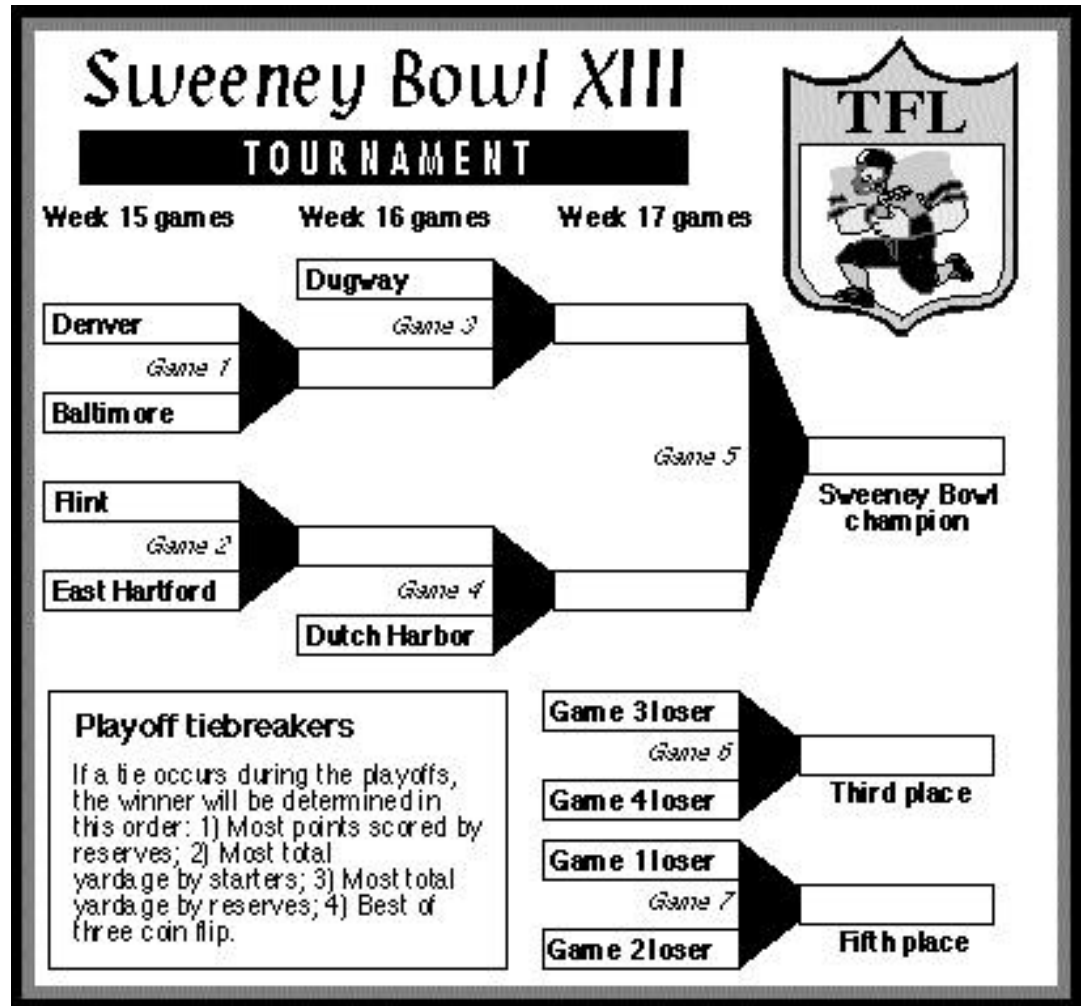 Sweeney Bowl XIII
TFL
TOURNAMENT
Week 15 games
Week 16 games
Week 17 games
Dugway
Game 3
Denver
Game 1
Baltimore
Game 5
Sweeney Bowl
champion
Flint
Game 2
East Hartford
Game 4
Dutch Harbor
Playoff tiebreakers
If a tie occurs during the playoffs,
the winner will be determined in
this order: 1) Most points scored by
reserves; 2) Most total
yardage by starters; 3) Most total
yardage by reserves; 4) Best of
three coin flip.
Game 3 loser
Game 6
Game 4 loser
Third place
Game 1 loser
Game 7
Game 2 loser
Fifth place